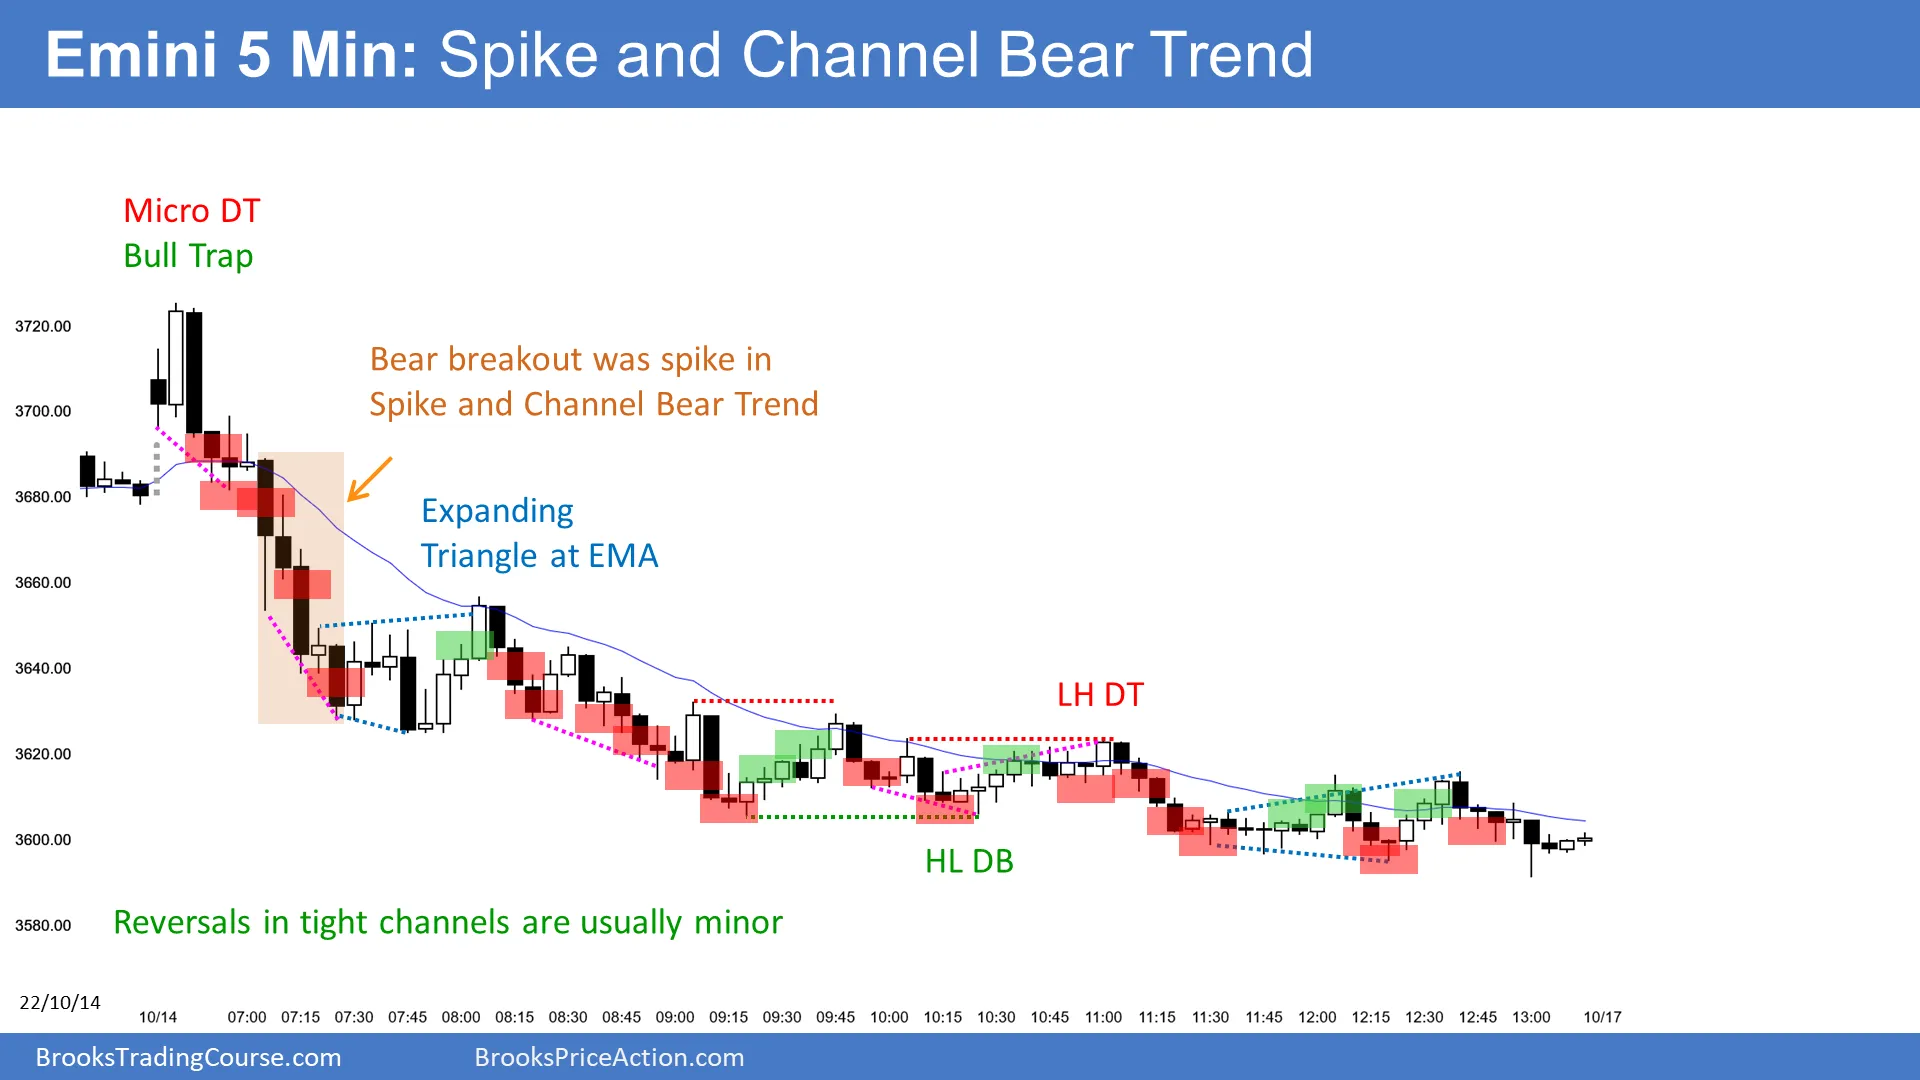 Emini 5 Min: Spike and Channel Bear Trend
Micro DT
Bull Trap
Bear breakout was spike in
Spike and Channel Bear Trend
Expanding
Triangle at EMA
LH DT
HL DB
Reversals in tight channels are usually minor
3720.00
3700.00
3680.00
3660.00
3640.00
3620.00
3600.00
3580.00
22/10/14
10/14 07:00 07:15 07:30 07:45 08:00 08:15 08:30 08:45 09:00 09:15 09:30 09:45 10:00 10:15 10:30 10:45 11:00 11:15 11:30 11:45 12:00 12:15 12:30 12:45 13:00 10/17
BrooksTradingCourse.com BrooksPriceAction.com